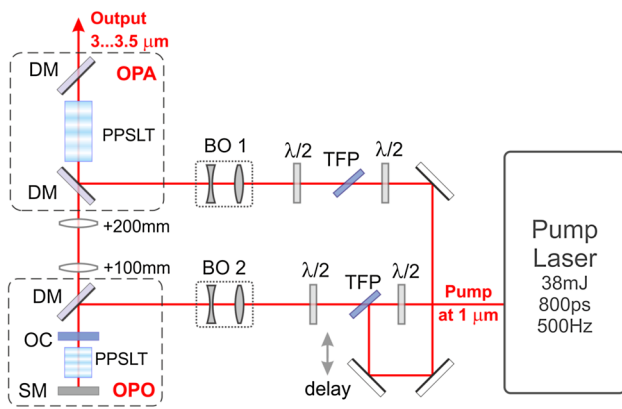 Output
3...3.5 μm
DM
OPA
PPSLT
BO 1
λ/2
TFP
λ/2
DM
+200mm
Pump
Laser
38mJ
800ps
500Hz
+100mm
BO 2
λ/2
TFP
λ/2
DM
Pump
at 1 μm
OC
PPSLT
SM
OPO
delay